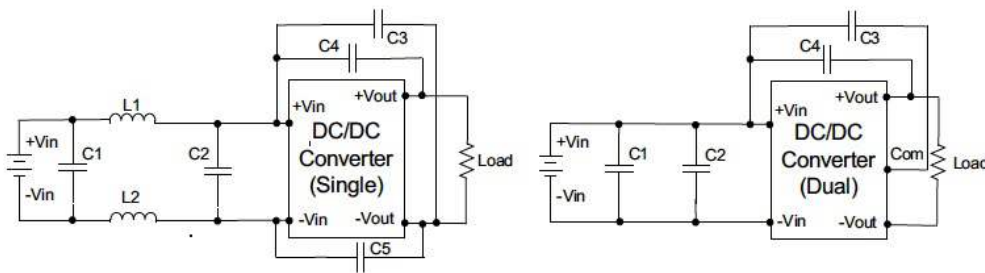 C3
C4
L1
+Vin
+Vout
DC/DC
Converter
(Single)
+Vin
-Vin
C1
C2
Load
L2
-Vin
-Vout
C5
C3
C4
+Vin
+Vout
DC/DC
Converter
(Dual)
+Vin
-Vin
C1
C2
Com
Load
-Vin
-Vout